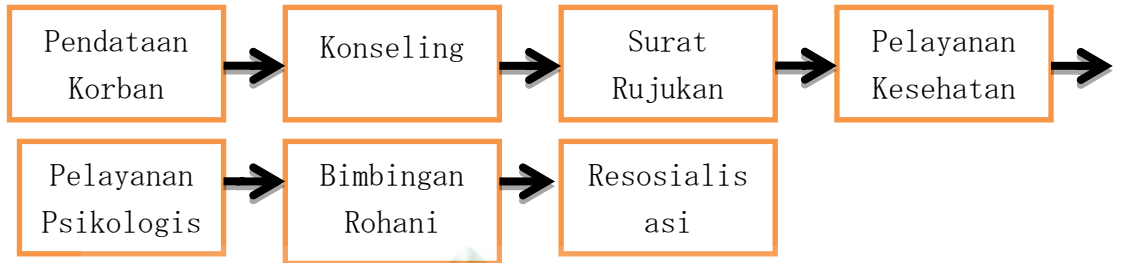 Pendataan
Korban
Konseling
Surat
Rujukan
Pelayanan
Kesehatan
Pelayanan
Psikologis
Bimbingan
Rohani
Resosialis
asi